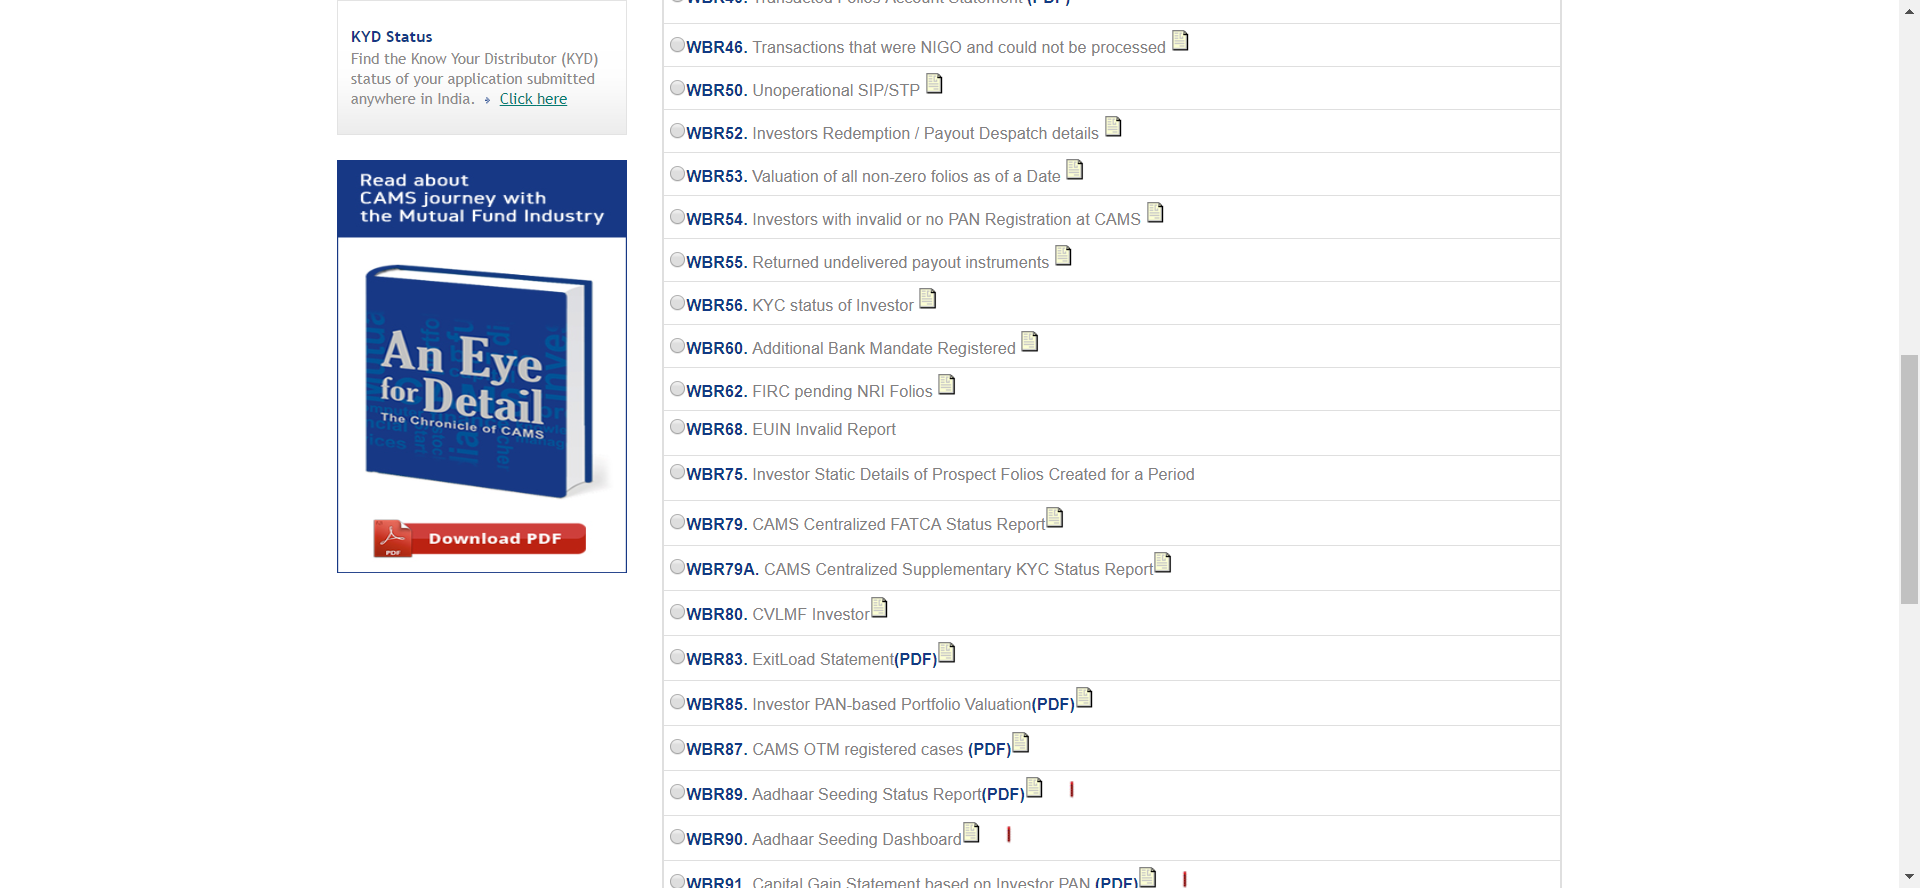 KYD Status
Find the Know Your Distributor (KYD)
status of your application submitted
anywhere in India. Click here
Read about
CAMS journey with
the Mutual Fund Industry
An Eye
for Detail
The Chronicle of CAMS
PDF
Download PDF
WBR46. Transactions that were NIGO and could not be processed
WBR50. Unoperational SIP/STP
WBR52. Investors Redemption / Payout Despatch details
WBR53. Valuation of all non-zero folios as of a Date
WBR54. Investors with invalid or no PAN Registration at CAMS
WBR55. Returned undelivered payout instruments
WBR56. KYC status of Investor
WBR60. Additional Bank Mandate Registered
WBR62. FIRC pending NRI Folios
WBR68. EUIN Invalid Report
WBR75. Investor Static Details of Prospect Folios Created for a Period
WBR79. CAMS Centralized FATCA Status Report
WBR79A. CAMS Centralized Supplementary KYC Status Report
WBR80. CVLMF Investor
WBR83. ExitLoad Statement(PDF)
WBR85. Investor PAN-based Portfolio Valuation(PDF)
WBR87. CAMS OTM registered cases (PDF)
WBR89. Aadhaar Seeding Status Report(PDF)
WBR90. Aadhaar Seeding Dashboard
WBR91. Capital Gain Statement based on Investor PAN (PDF)